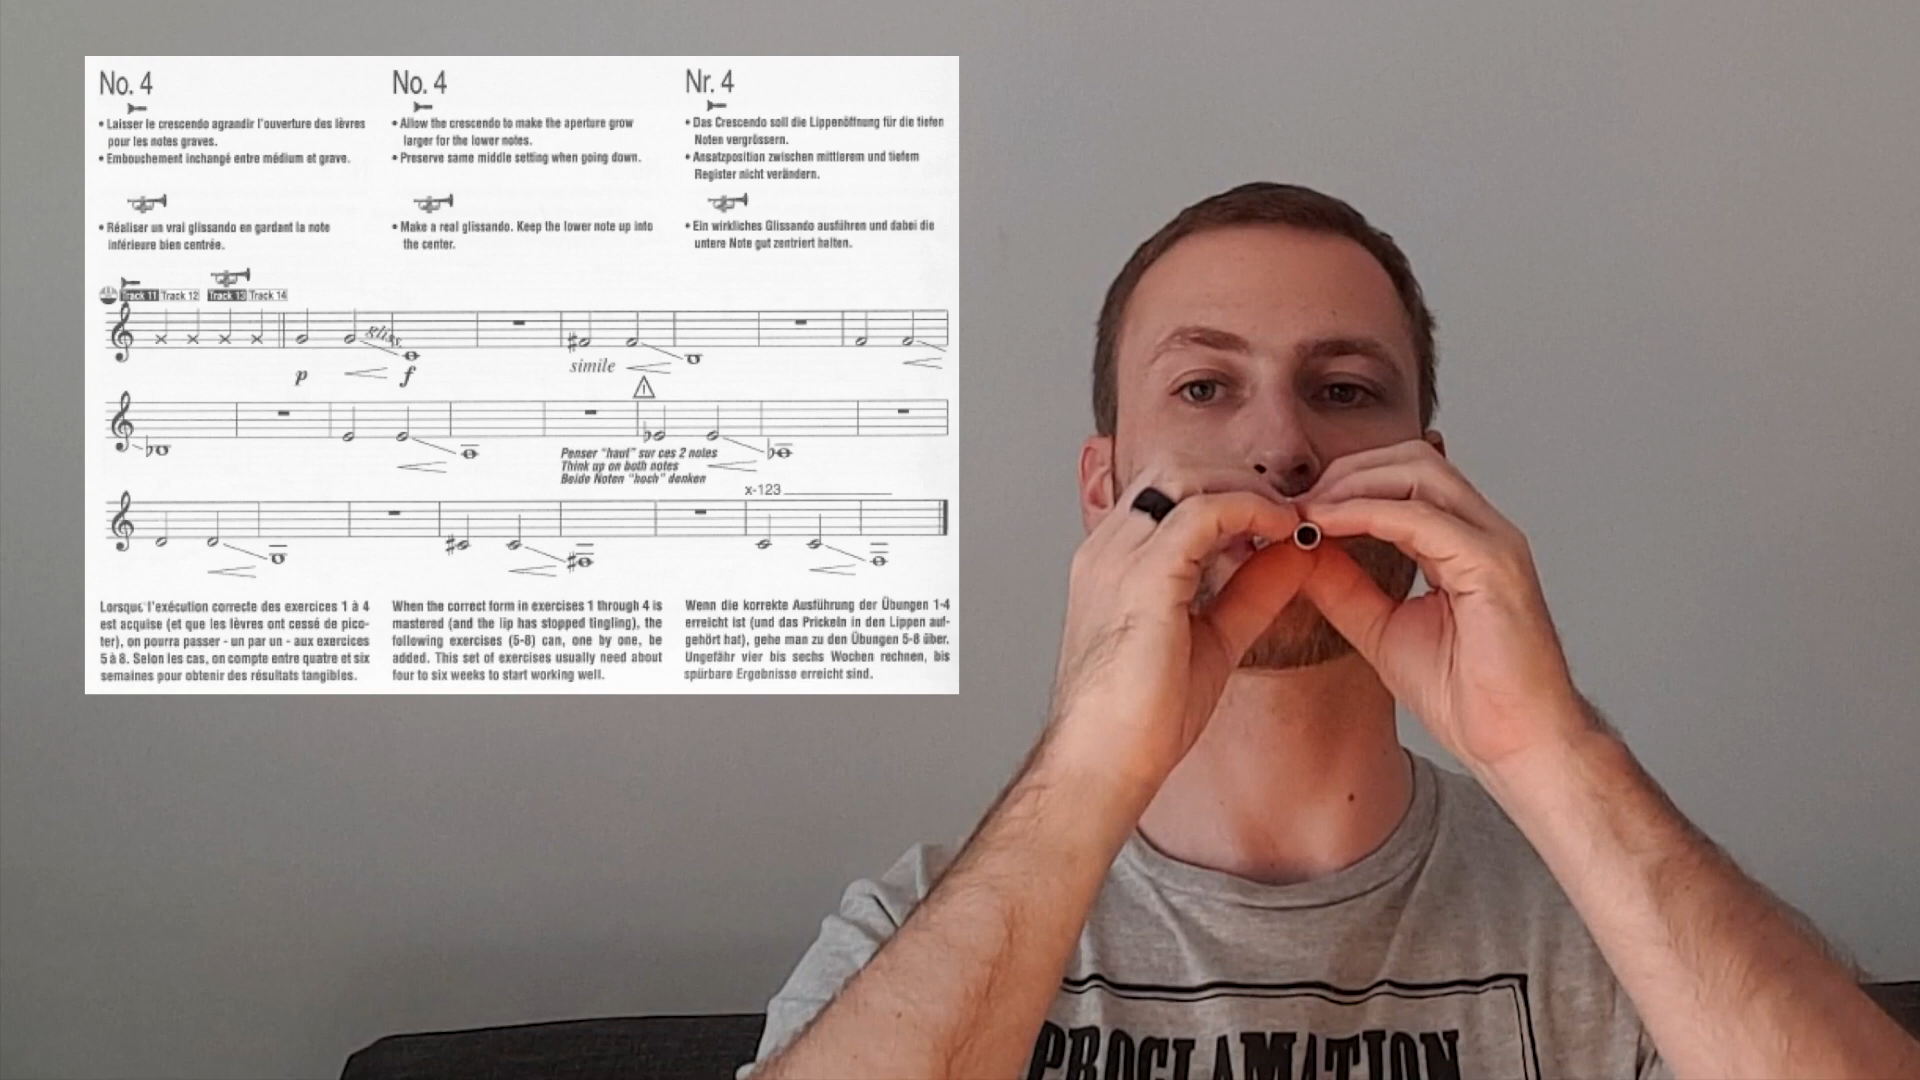 No. 4
• Laisser le crescendo agrandir l'ouverture des lèvres
pour les notes graves.
• Embouchement inchangé entre médium et grave.
• Réaliser un vrai glissando en gardant la note
inférieure bien centrée.
No. 4
• Allow the crescendo to make the aperture grow
larger for the lower notes.
• Preserve same middle setting when going down.
• Make a real glissando. Keep the lower note up into
the center.
Nr. 4
• Das Crescendo soll die Lippenöffnung für die tiefen
Noten vergrössern.
• Ansatzposition zwischen mittlerem und tiefem
Register nicht verändern.
• Ein wirkliches Glissando ausführen und dabei die
untere Note gut zentriert halten.
Track 11 Track 12 Track 13 Track 14
gliss.
p f simile
Penser "haut" sur ces 2 notes
Think up on both notes
Beide Noten "hoch" denken
x-123
Lorsque l'exécution correcte des exercices 1 à 4
est acquise (et que les lèvres ont cessé de pico-
ter), on pourra passer - un par un - aux exercices
5 à 8. Selon les cas, on compte entre quatre et six
semaines pour obtenir des résultats tangibles.
When the correct form in exercises 1 through 4 is
mastered (and the lip has stopped tingling), the
following exercises (5-8) can, one by one, be
added. This set of exercises usually need about
four to six weeks to start working well.
Wenn die korrekte Ausführung der Übungen 1-4
erreicht ist (und das Prickeln in den Lippen auf-
gehört hat), gehe man zu den Übungen 5-8 über.
Ungefähr vier bis sechs Wochen rechnen, bis
spürbare Ergebnisse erreicht sind.
PROCLAMATION